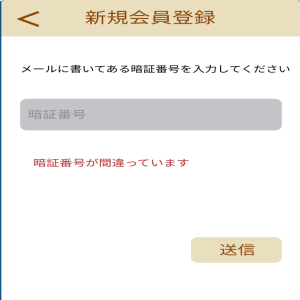 新規会員登録
メールに書いてある暗証番号を入力してください
暗証番号
暗証番号が間違っています
送信